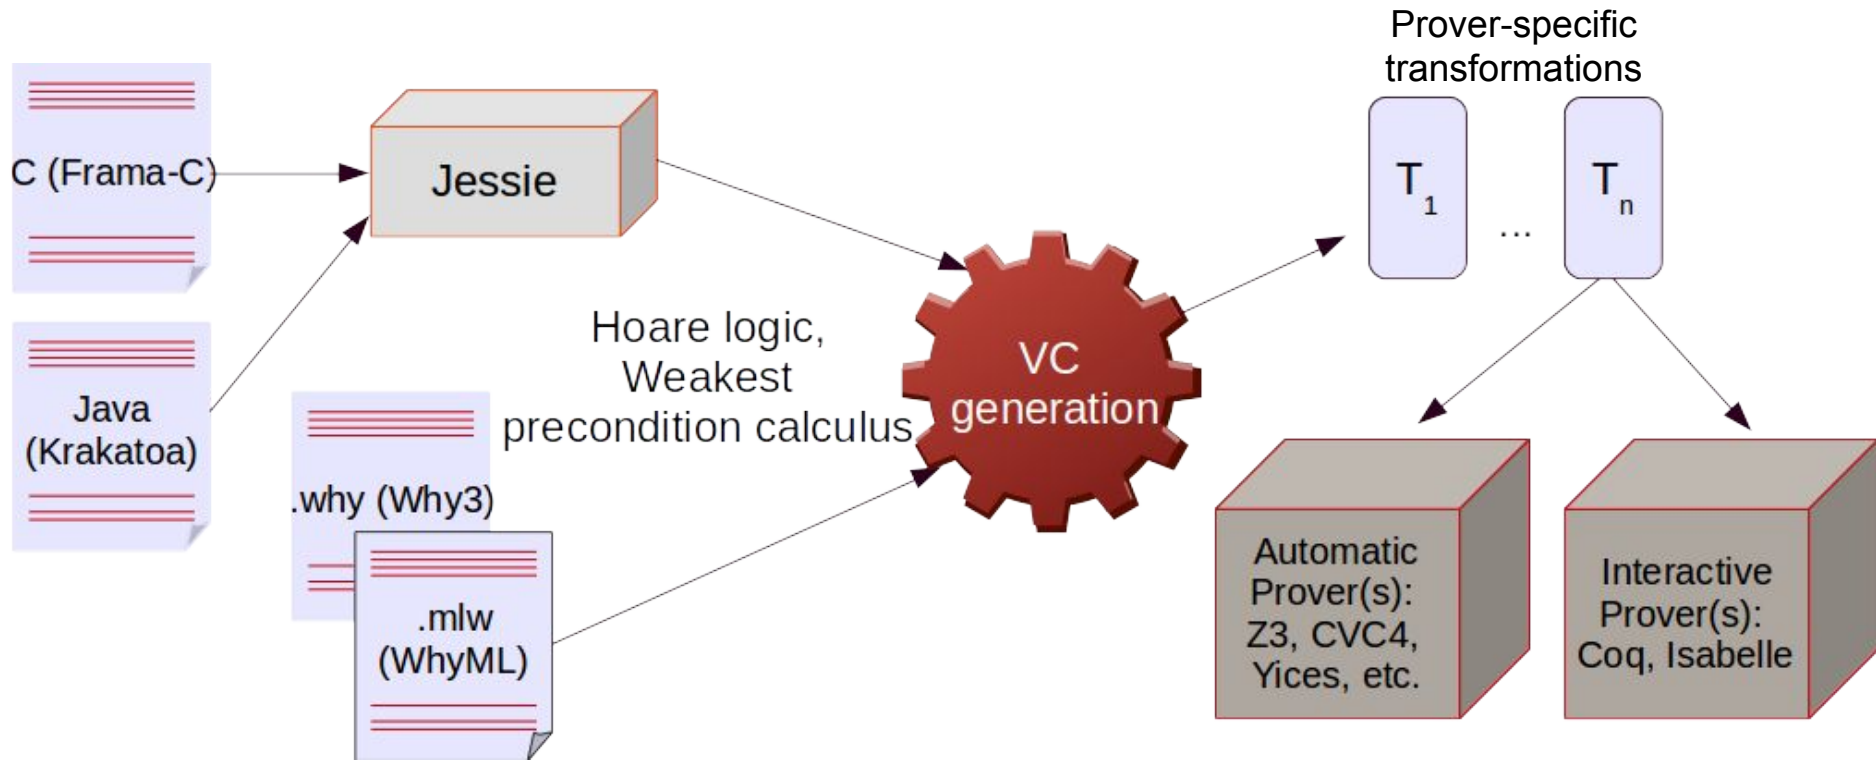 Prover-specific
transformations
C (Frama-C)
Jessie
T1
...
Tn
Java
(Krakatoa)
Hoare logic,
Weakest
precondition calculus
VC
generation
.why (Why3)
.mlw
(WhyML)
Automatic
Prover(s):
Z3, CVC4,
Yices, etc.
Interactive
Prover(s):
Coq, Isabelle